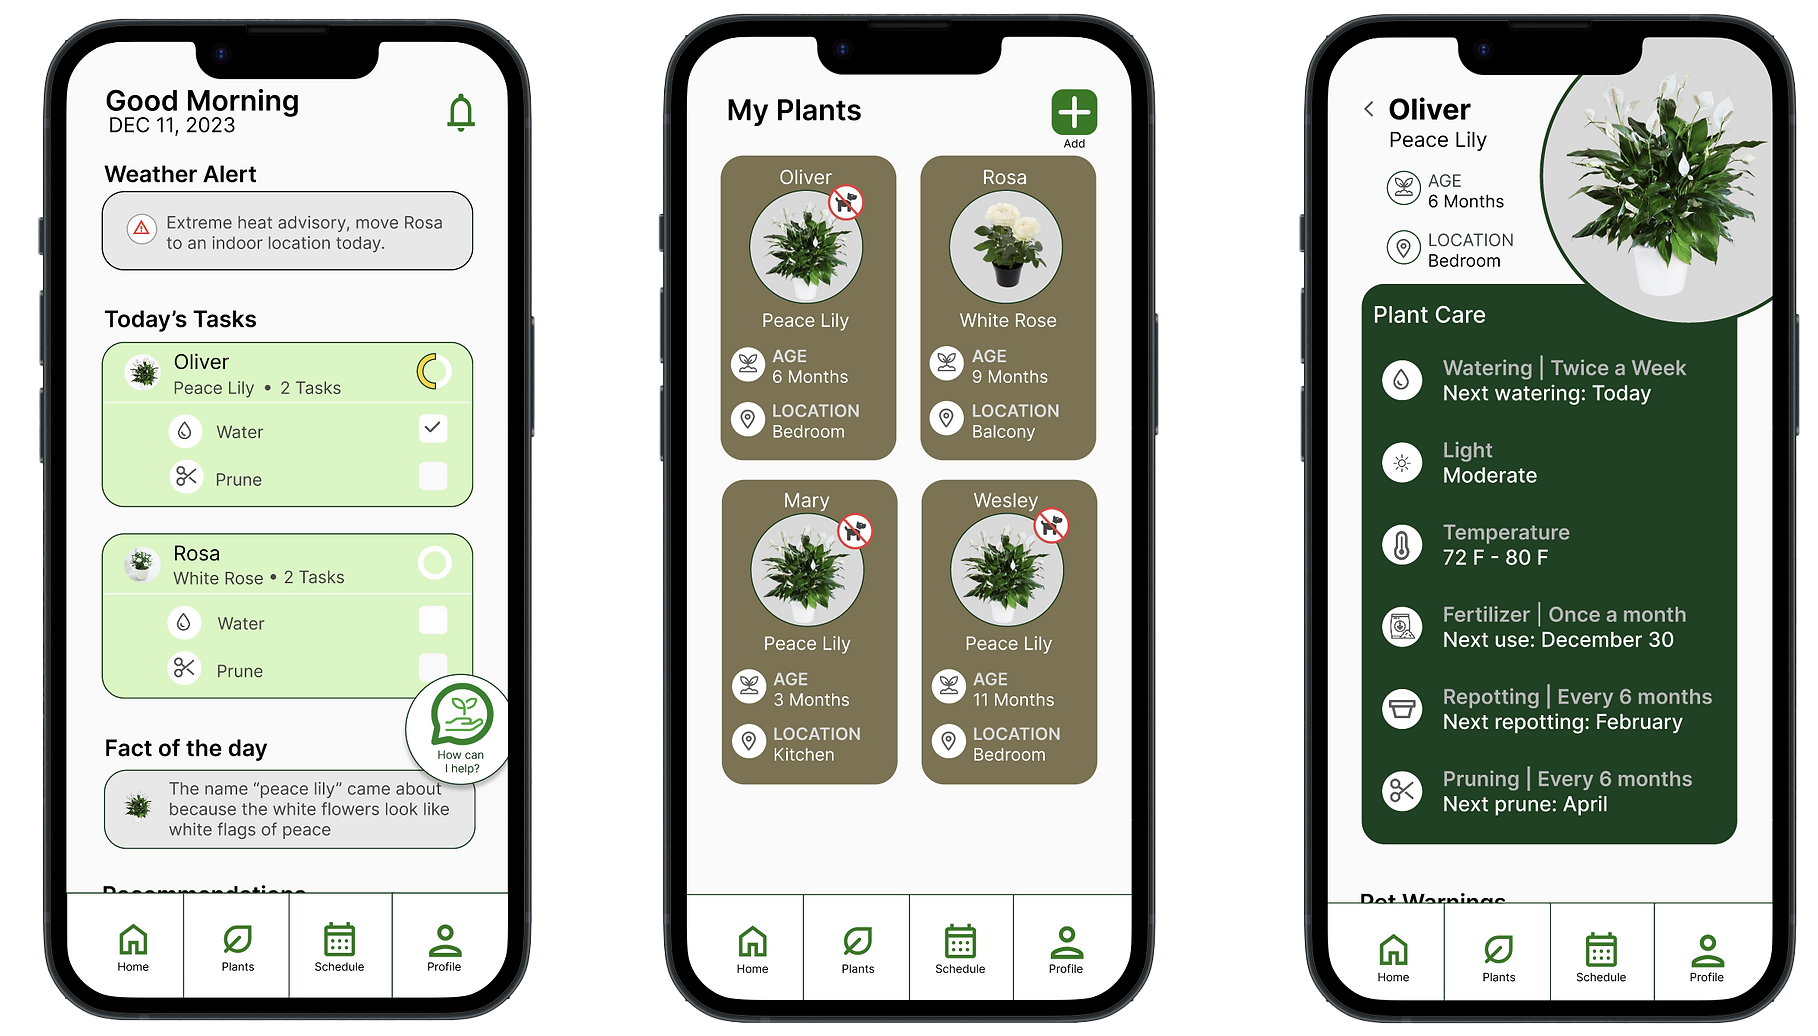 Good Morning
DEC 11, 2023
Weather Alert
Extreme heat advisory, move Rosa
to an indoor location today.
Today’s Tasks
Oliver
Peace Lily • 2 Tasks
Water
Prune
Rosa
White Rose • 2 Tasks
Water
Prune
How can
I help?
Fact of the day
The name “peace lily” came about
because the white flowers look like
white flags of peace
Recommendations
Home
Plants
Schedule
Profile
My Plants
Add
Oliver
Peace Lily
AGE
6 Months
LOCATION
Bedroom
Rosa
White Rose
AGE
9 Months
LOCATION
Balcony
Mary
Peace Lily
AGE
3 Months
LOCATION
Kitchen
Wesley
Peace Lily
AGE
11 Months
LOCATION
Bedroom
Home
Plants
Schedule
Profile
Oliver
Peace Lily
AGE
6 Months
LOCATION
Bedroom
Plant Care
Watering | Twice a Week
Next watering: Today
Light
Moderate
Temperature
72 F - 80 F
Fertilizer | Once a month
Next use: December 30
Repotting | Every 6 months
Next repotting: February
Pruning | Every 6 months
Next prune: April
Pet Warnings
Home
Plants
Schedule
Profile